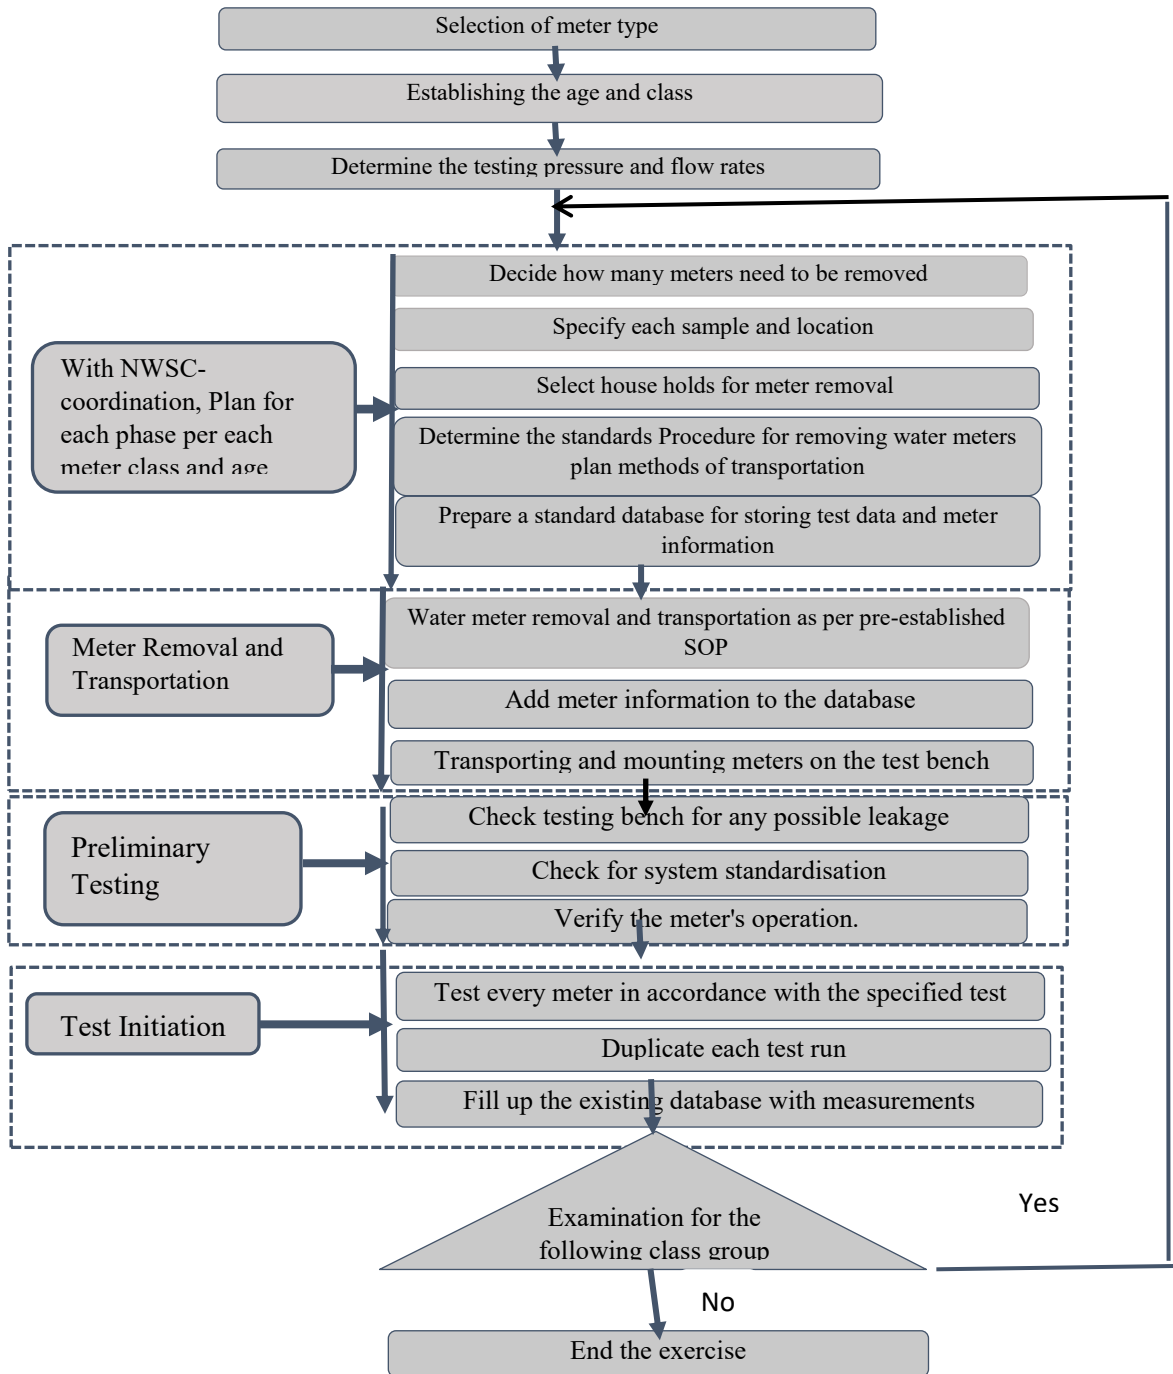 Selection of meter type
Establishing the age and class
Determine the testing pressure and flow rates
With NWSC-
coordination, Plan for
each phase per each
meter class and age
Decide how many meters need to be removed
Specify each sample and location
Select house holds for meter removal
Determine the standards Procedure for removing water meters
plan methods of transportation
Prepare a standard database for storing test data and meter
information
Meter Removal and
Transportation
Water meter removal and transportation as per pre-established
SOP
Add meter information to the database
Transporting and mounting meters on the test bench
Preliminary
Testing
Check testing bench for any possible leakage
Check for system standardisation
Verify the meter's operation.
Test Initiation
Test every meter in accordance with the specified test
Duplicate each test run
Fill up the existing database with measurements
Examination for the
following class group
Yes
No
End the exercise